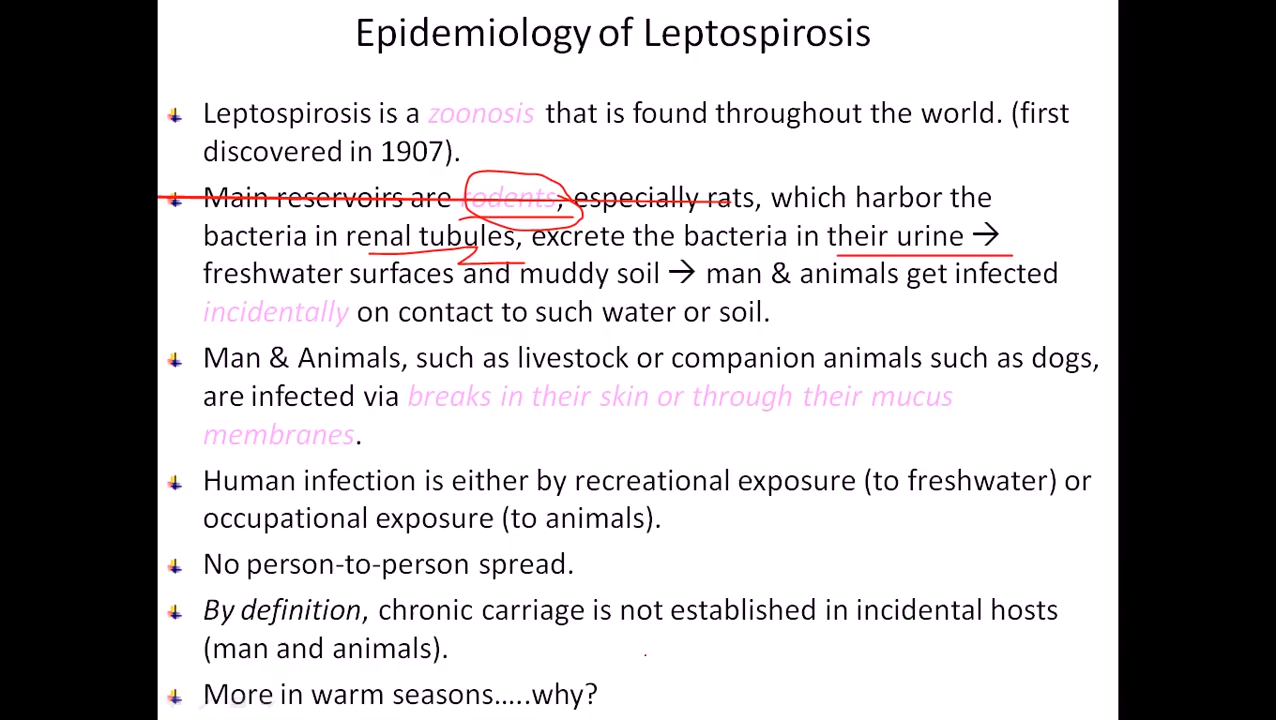 Epidemiology of Leptospirosis
Leptospirosis is a zoonosis that is found throughout the world. (first
discovered in 1907).
Main reservoirs are rodents, especially rats, which harbor the
bacteria in renal tubules, excrete the bacteria in their urine →
freshwater surfaces and muddy soil → man & animals get infected
incidentally on contact to such water or soil.
Man & Animals, such as livestock or companion animals such as dogs,
are infected via breaks in their skin or through their mucus
membranes.
Human infection is either by recreational exposure (to freshwater) or
occupational exposure (to animals).
No person-to-person spread.
By definition, chronic carriage is not established in incidental hosts
(man and animals).
More in warm seasons.....why?